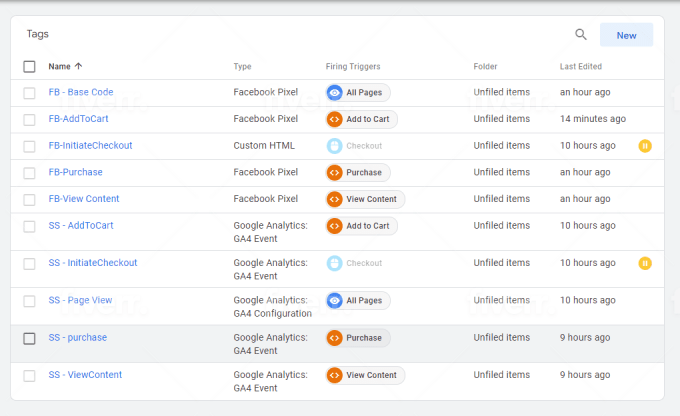 Tags
New
Name Type Firing Triggers Folder Last Edited
FB - Base Code Facebook Pixel All Pages Unfiled items an hour ago
FB-AddToCart Facebook Pixel Add to Cart Unfiled items 14 minutes ago
FB-InitiateCheckout Custom HTML Checkout Unfiled items 10 hours ago
FB-Purchase Facebook Pixel Purchase Unfiled items an hour ago
FB-View Content Facebook Pixel View Content Unfiled items an hour ago
SS - AddToCart Google Analytics: Add to Cart Unfiled items 10 hours ago
GA4 Event
SS - InitiateCheckout Google Analytics: Checkout Unfiled items 10 hours ago
GA4 Event
SS - Page View Google Analytics: All Pages Unfiled items 10 hours ago
GA4 Configuration
SS - purchase Google Analytics: Purchase Unfiled items 9 hours ago
GA4 Event
SS - ViewContent Google Analytics: View Content Unfiled items 9 hours ago
GA4 Event